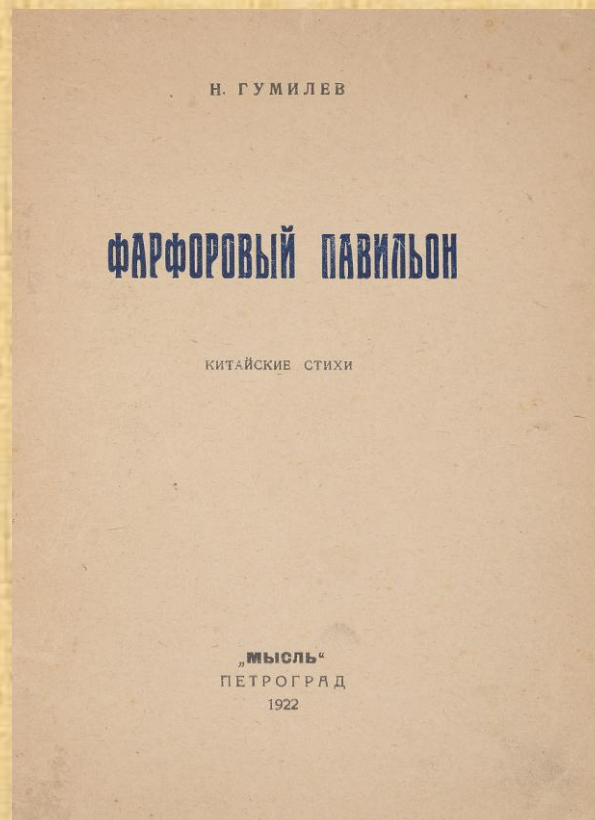 Н. ГУМИЛЕВ
ФАРФОРОВЫЙ ПАВИЛЬОН
КИТАЙСКИЕ СТИХИ
„МЫСЛЬ“
ПЕТРОГРАД
1922